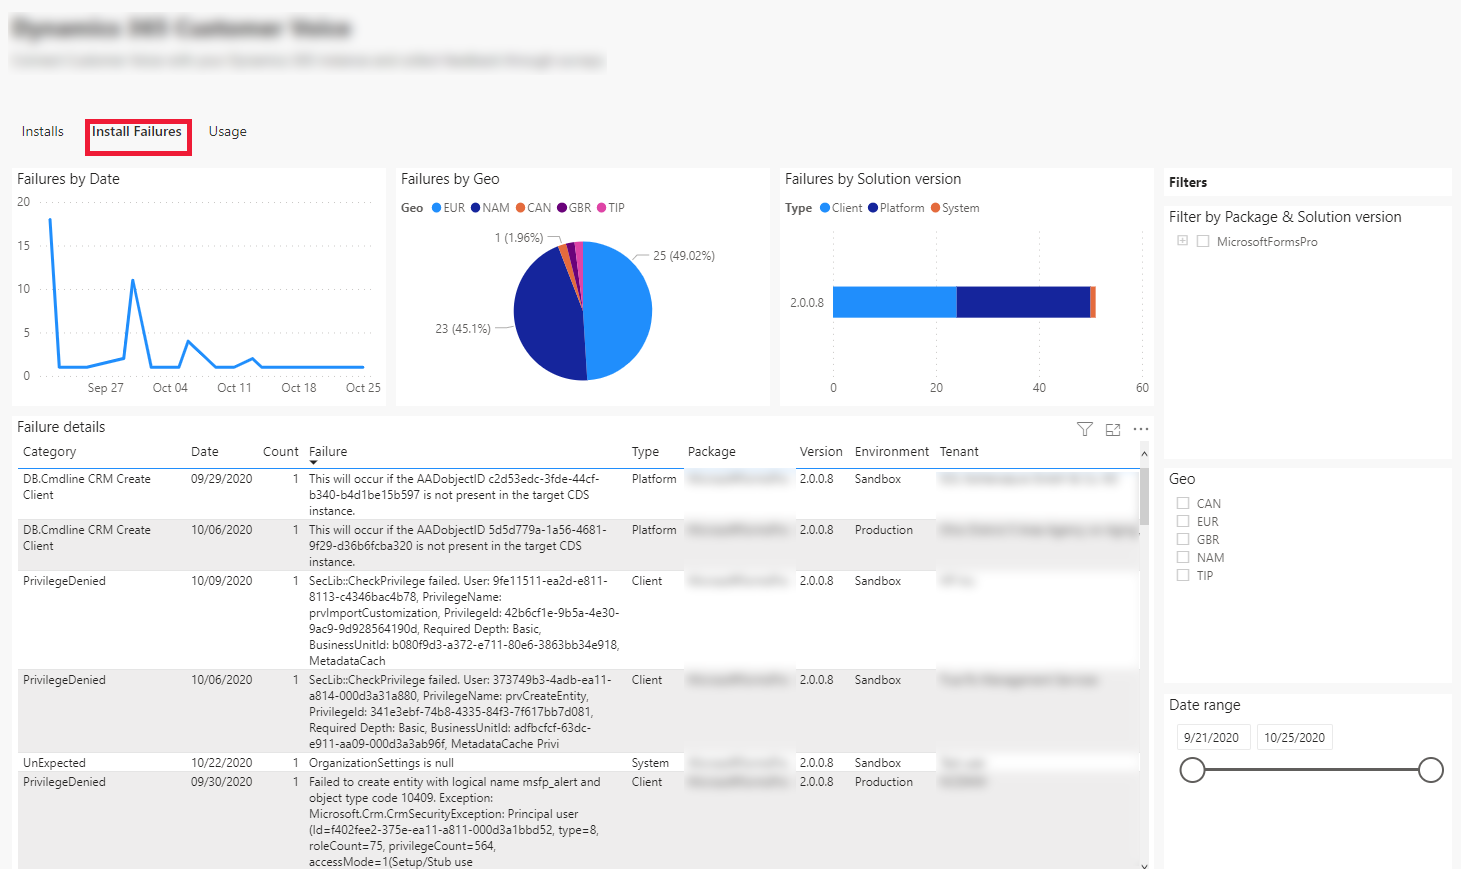 Installs
Install Failures
Usage
Failures by Date
20
15
10
5
0
Sep 27
Oct 04
Oct 11
Oct 18
Oct 25
Failures by Geo
Geo EUR NAM CAN GBR TIP
1 (1.96%)
25 (49.02%)
23 (45.1%)
Failures by Solution version
Type Client Platform System
2.0.0.8
0
20
40
60
Filters
Filter by Package & Solution version
MicrosoftFormsPro
Geo
CAN
EUR
GBR
NAM
TIP
Date range
9/21/2020
10/25/2020
Failure details
Category Date Count Failure Type Package Version Environment Tenant
DB.Cmdline CRM Create 09/29/2020 1 This will occur if the AADobjectID c2d53edc-3fde-44cf- Platform 2.0.0.8 Sandbox
Client b340-b4d1be15b597 is not present in the target CDS
instance.
DB.Cmdline CRM Create 10/06/2020 1 This will occur if the AADobjectID 5d5d779a-1a56-4681- Platform 2.0.0.8 Production
Client 9f29-d36b6fcba320 is not present in the target CDS
instance.
PrivilegeDenied 10/09/2020 1 SecLib::CheckPrivilege failed. User: 9fe11511-ea2d-e811- Client 2.0.0.8 Sandbox
8113-c4346bac4b78, PrivilegeName:
prvImportCustomization, PrivilegeId: 42b6cf1e-9b5a-4e30-
9ac9-9d928564190d, Required Depth: Basic,
BusinessUnitId: b080f9d3-a372-e711-80e6-3863bb34e918,
MetadataCach
PrivilegeDenied 10/06/2020 1 SecLib::CheckPrivilege failed. User: 373749b3-4adb-ea11- Client 2.0.0.8 Sandbox
a814-000d3a31a880, PrivilegeName: prvCreateEntity,
PrivilegeId: 341e3ebf-74b8-4335-84f3-7f617bb7d081,
Required Depth: Basic, BusinessUnitId: adfbcfcf-63dc-
e911-aa09-000d3a3ab96f, MetadataCache Privi
UnExpected 10/22/2020 1 OrganizationSettings is null System 2.0.0.8 Sandbox
PrivilegeDenied 09/30/2020 1 Failed to create entity with logical name msfp_alert and Client 2.0.0.8 Production
object type code 10409. Exception:
Microsoft.Crm.CrmSecurityException: Principal user
(Id=f402fee2-375e-ea11-a811-000d3a1bbd52, type=8,
roleCount=75, privilegeCount=564,
accessMode=1(Setup/Stub use